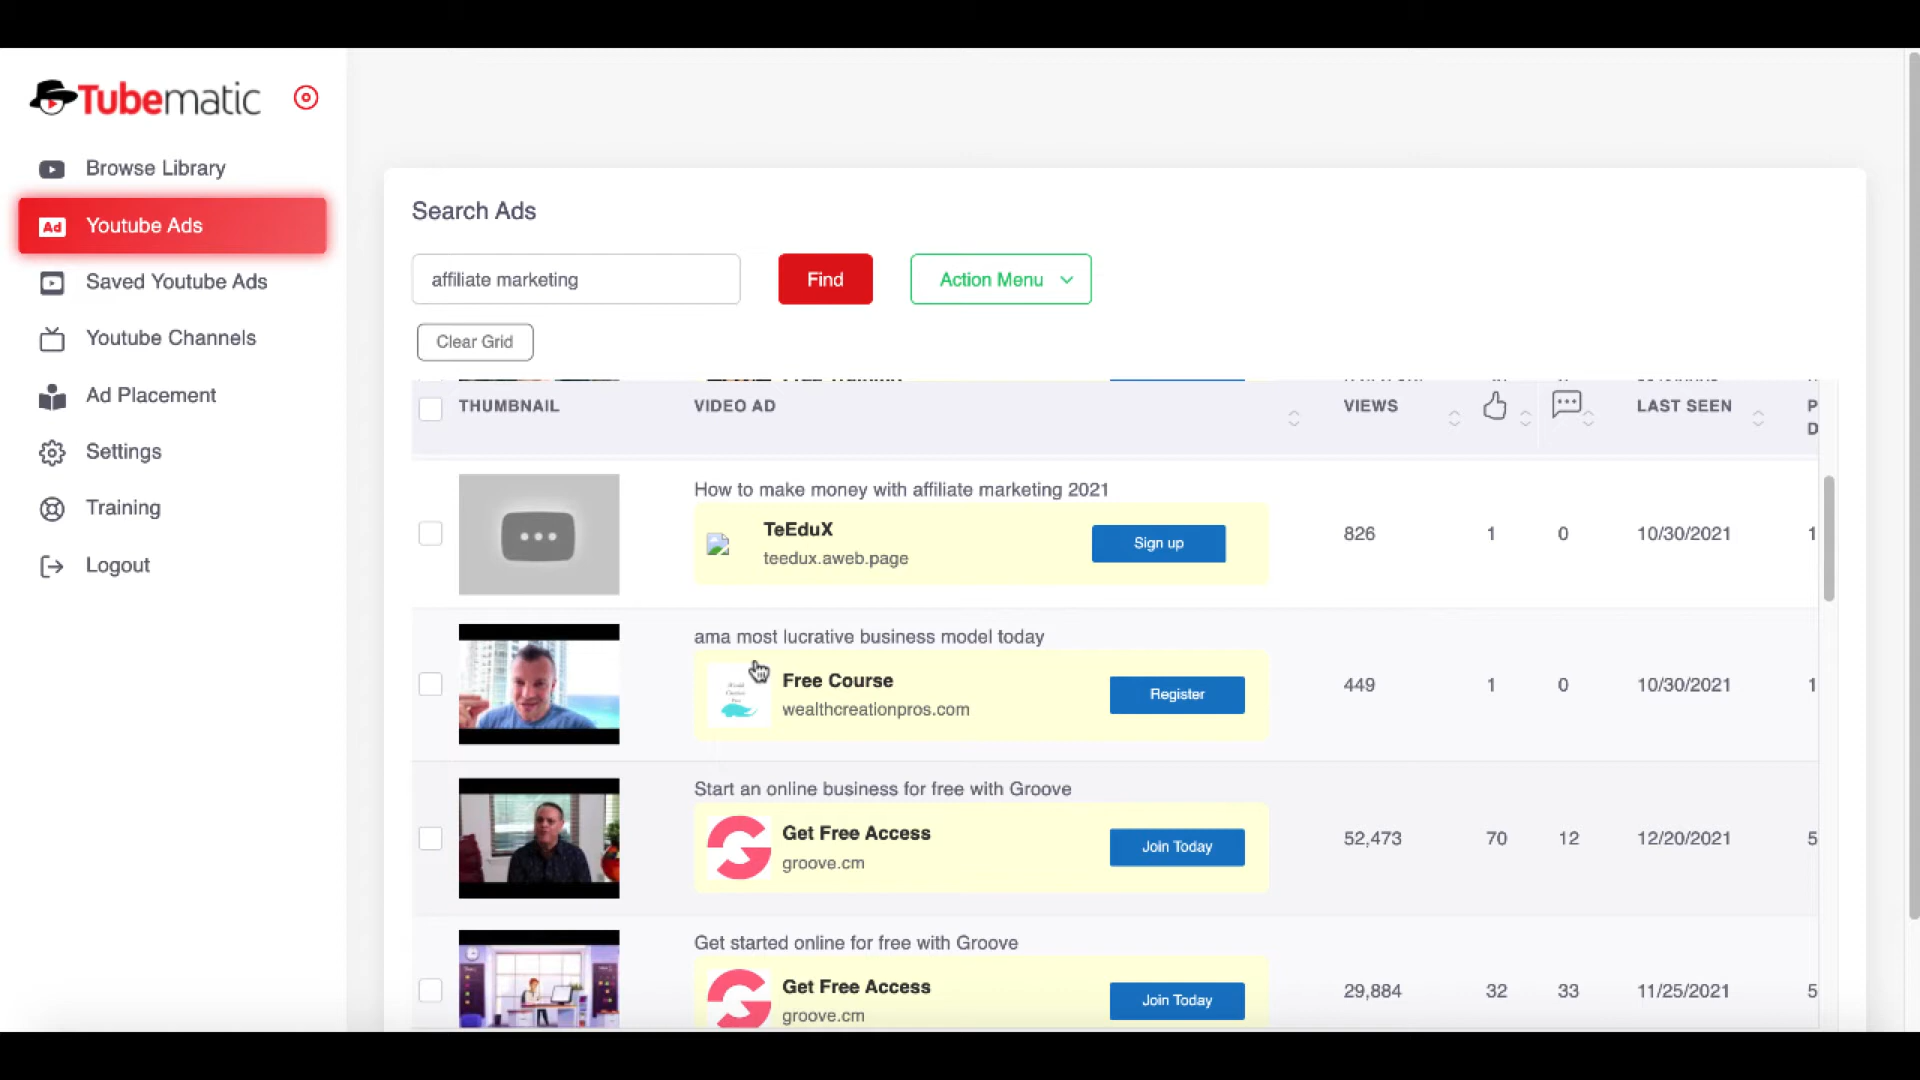 Tubematic
Browse Library
Ad Youtube Ads
Saved Youtube Ads
Youtube Channels
Ad Placement
Settings
Training
Logout
Search Ads
affiliate marketing
Find
Action Menu
Clear Grid
THUMBNAIL
VIDEO AD
VIEWS
LAST SEEN
P
D
How to make money with affiliate marketing 2021
TeEduX
teedux.aweb.page
Sign up
826
1
0
10/30/2021
1
ama most lucrative business model today
Free Course
wealthcreationpros.com
Register
449
1
0
10/30/2021
1
Start an online business for free with Groove
Get Free Access
groove.cm
Join Today
52,473
70
12
12/20/2021
5
Get started online for free with Groove
Get Free Access
groove.cm
Join Today
29,884
32
33
11/25/2021
5